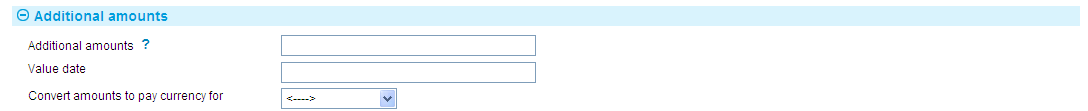 Additional amounts
Additional amounts ?
Value date
Convert amounts to pay currency for <---->